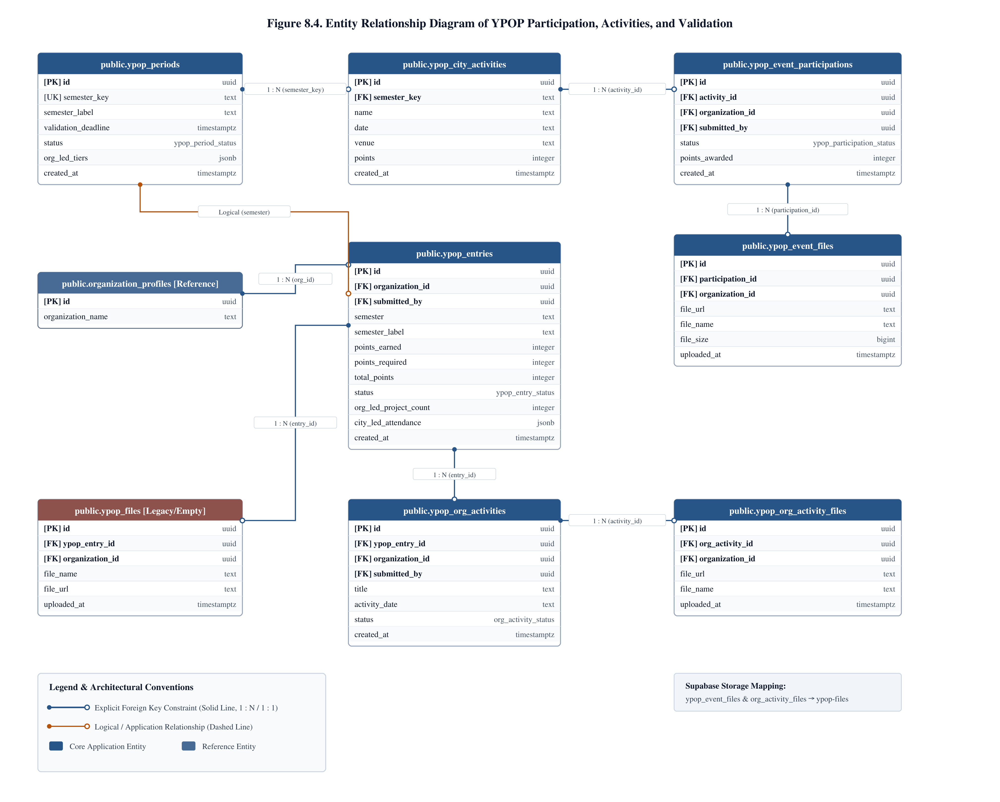 Figure 8.4. Entity Relationship Diagram of YPOP Participation, Activities, and Validation
public.ypop_periods
[PK] id uuid
[UK] semester_key text
semester_label text
validation_deadline timestamptz
status ypop_period_status
org_led_tiers jsonb
created_at timestamptz
1 : N (semester_key)
public.ypop_city_activities
[PK] id uuid
[FK] semester_key text
name text
date text
venue text
points integer
created_at timestamptz
1 : N (activity_id)
public.ypop_event_participations
[PK] id uuid
[FK] activity_id uuid
[FK] organization_id uuid
[FK] submitted_by uuid
status ypop_participation_status
points_awarded integer
created_at timestamptz
Logical (semester)
1 : N (participation_id)
public.organization_profiles [Reference]
[PK] id uuid
organization_name text
1 : N (org_id)
public.ypop_entries
[PK] id uuid
[FK] organization_id uuid
[FK] submitted_by uuid
semester text
semester_label text
points_earned integer
points_required integer
total_points integer
status ypop_entry_status
org_led_project_count integer
city_led_attendance jsonb
created_at timestamptz
public.ypop_event_files
[PK] id uuid
[FK] participation_id uuid
[FK] organization_id uuid
file_url text
file_name text
file_size bigint
uploaded_at timestamptz
1 : N (entry_id)
1 : N (entry_id)
public.ypop_files [Legacy/Empty]
[PK] id uuid
[FK] ypop_entry_id uuid
[FK] organization_id uuid
file_name text
file_url text
uploaded_at timestamptz
public.ypop_org_activities
[PK] id uuid
[FK] ypop_entry_id uuid
[FK] organization_id uuid
[FK] submitted_by uuid
title text
activity_date text
status org_activity_status
created_at timestamptz
1 : N (activity_id)
public.ypop_org_activity_files
[PK] id uuid
[FK] org_activity_id uuid
[FK] organization_id uuid
file_url text
file_name text
uploaded_at timestamptz
Legend & Architectural Conventions
Explicit Foreign Key Constraint (Solid Line, 1 : N / 1 : 1)
Logical / Application Relationship (Dashed Line)
Core Application Entity
Reference Entity
Supabase Storage Mapping:
ypop_event_files & org_activity_files → ypop-files